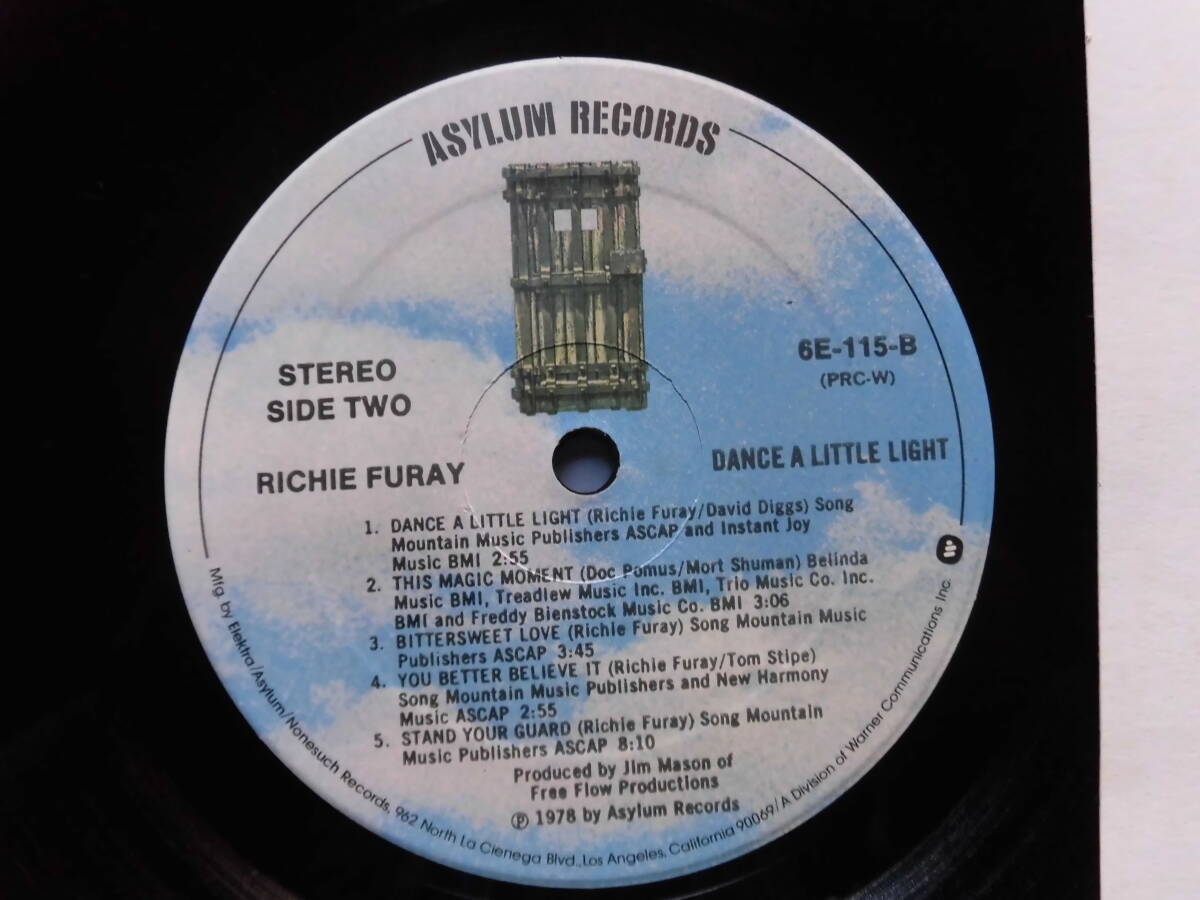 ASYLUM RECORDS
STEREO
SIDE TWO
6E-115-B
(PRC-W)
RICHIE FURAY
DANCE A LITTLE LIGHT
1. DANCE A LITTLE LIGHT (Richie Furay/David Diggs) Song
Mountain Music Publishers ASCAP and Instant Joy
Music BMI 2:55
2. THIS MAGIC MOMENT (Doc Pomus/Mort Shuman) Belinda
Music BMI, Treadlew Music Inc. BMI, Trio Music Co. Inc.
BMI and Freddy Bienstock Music Co. BMI 3:06
3. BITTERSWEET LOVE (Richie Furay) Song Mountain Music
Publishers ASCAP 3:45
4. YOU BETTER BELIEVE IT (Richie Furay/Tom Stipe)
Song Mountain Music Publishers and New Harmony
Music ASCAP 2:55
5. STAND YOUR GUARD (Richie Furay) Song Mountain
Music Publishers ASCAP 8:10
Produced by Jim Mason of
Free Flow Productions
℗ 1978 by Asylum Records
Mfg. by Elektra/Asylum/Nonesuch Records, 962 North La Cienega Blvd., Los Angeles, California 90069/A Division of Warner Communications Inc.